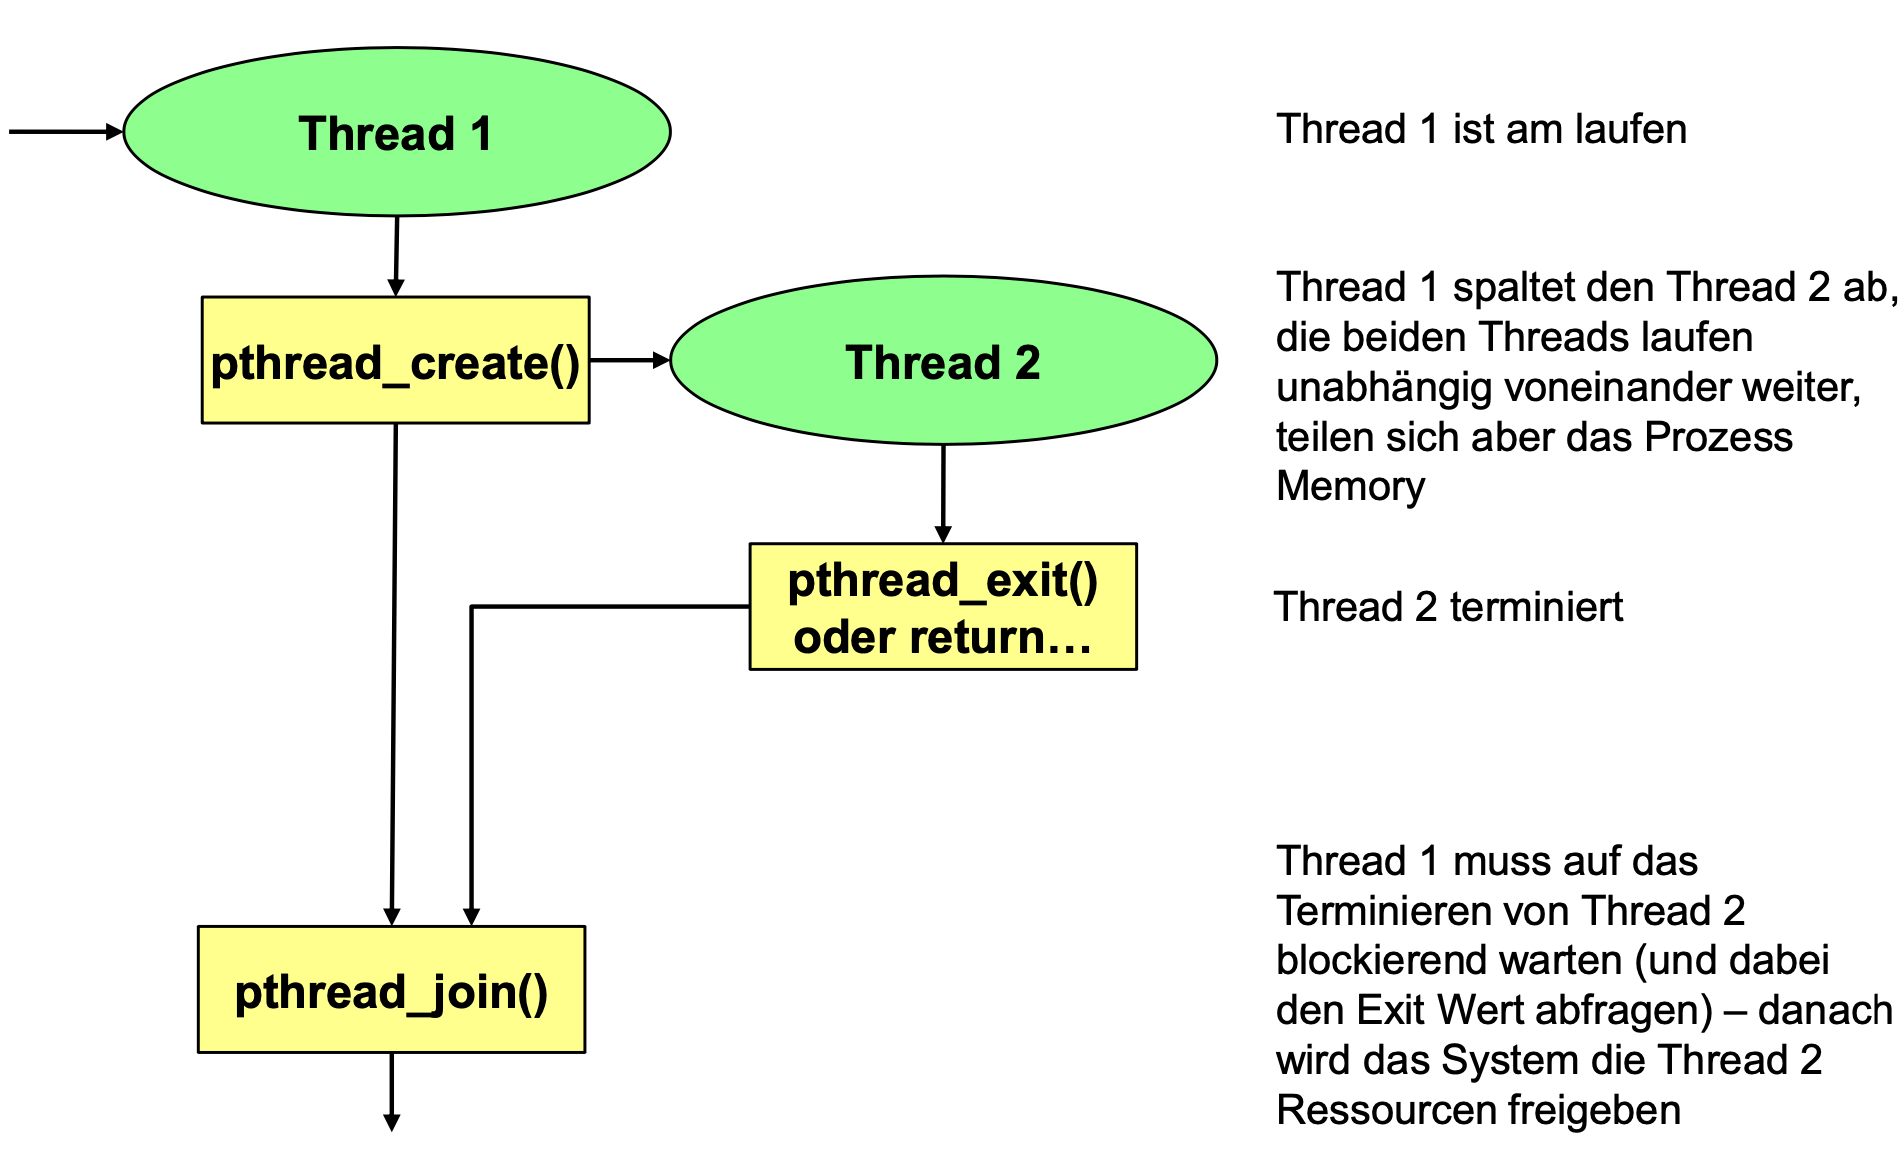 Thread 1
Thread 1 ist am laufen
pthread_create()
Thread 2
Thread 1 spaltet den Thread 2 ab,
die beiden Threads laufen
unabhängig voneinander weiter,
teilen sich aber das Prozess
Memory
pthread_exit()
oder return…
Thread 2 terminiert
pthread_join()
Thread 1 muss auf das
Terminieren von Thread 2
blockierend warten (und dabei
den Exit Wert abfragen) – danach
wird das System die Thread 2
Ressourcen freigeben